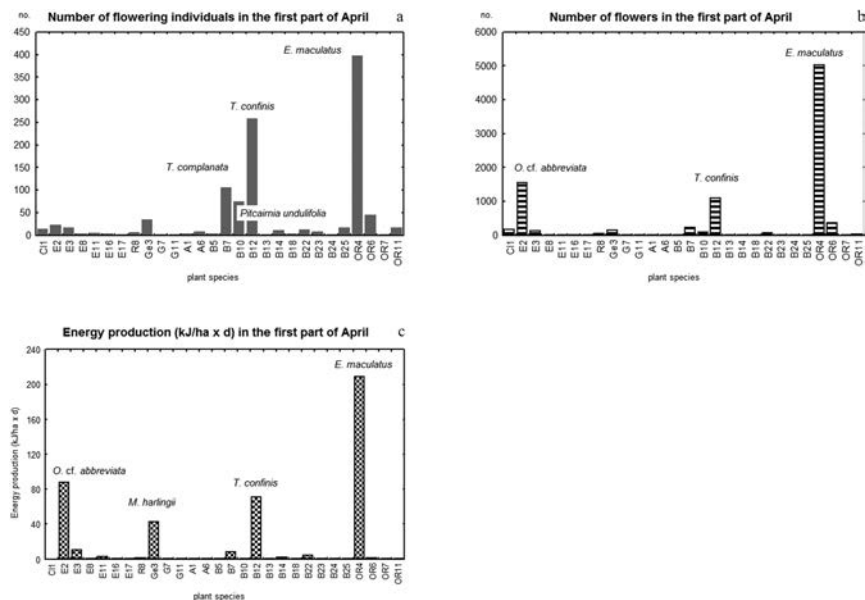 Number of flowering individuals in the first part of April a
no.
450
400
350
300
250
200
150
100
50
0
E. maculatus
T. confinis
T. complanata
Pitcairnia undulifolia
Cl1 E2 E3 E8 E11 E16 E17 R8 Ge3 G7 G11 A1 A6 B5 B7 B10 B12 B13 B14 B18 B22 B23 B24 B25 OR4 OR6 OR7 OR11
plant species
Number of flowers in the first part of April b
no.
6000
5000
4000
3000
2000
1000
0
E. maculatus
O. cf. abbreviata
T. confinis
Cl1 E2 E3 E8 E11 E16 E17 R8 Ge3 G7 G11 A1 A6 B5 B7 B10 B12 B13 B14 B18 B22 B23 B24 B25 OR4 OR6 OR7 OR11
plant species
Energy production (kJ/ha x d) in the first part of April c
Energy production (kJ/ha x d)
240
200
160
120
80
40
0
E. maculatus
O. cf. abbreviata
M. harlingii
T. confinis
Cl1 E2 E3 E8 E11 E16 E17 R8 Ge3 G7 G11 A1 A6 B5 B7 B10 B12 B13 B14 B18 B22 B23 B24 B25 OR4 OR6 OR7 OR11
plant species